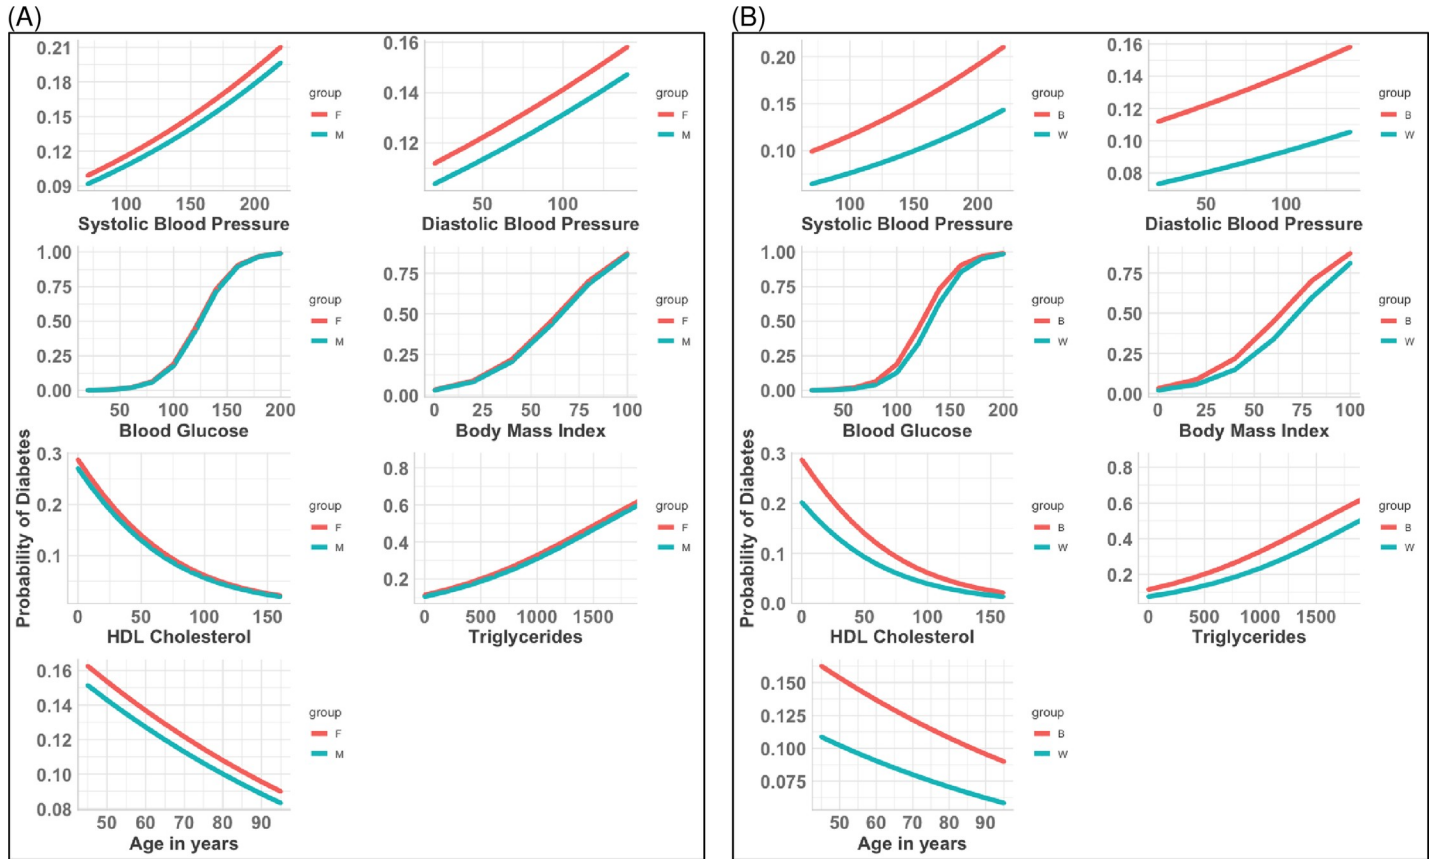 (A)
0.21
0.18
0.15
0.12
0.09
100 150 200
Systolic Blood Pressure
group
F
M
0.16
0.14
0.12
50 100
Diastolic Blood Pressure
group
F
M
1.00
0.75
0.50
0.25
0.00
50 100 150 200
Blood Glucose
group
F
M
0.75
0.50
0.25
0.00
0 25 50 75 100
Body Mass Index
group
F
M
Probability of Diabetes
0.3
0.2
0.1
0 50 100 150
HDL Cholesterol
group
F
M
0.8
0.6
0.4
0.2
0 500 1000 1500
Triglycerides
group
F
M
0.16
0.14
0.12
0.10
0.08
50 60 70 80 90
Age in years
group
F
M
(B)
0.20
0.15
0.10
100 150 200
Systolic Blood Pressure
group
B
W
0.16
0.14
0.12
0.10
0.08
50 100
Diastolic Blood Pressure
group
B
W
1.00
0.75
0.50
0.25
0.00
50 100 150 200
Blood Glucose
group
B
W
0.75
0.50
0.25
0.00
0 25 50 75 100
Body Mass Index
group
B
W
Probability of Diabetes
0.3
0.2
0.1
0.0
0 50 100 150
HDL Cholesterol
group
B
W
0.8
0.6
0.4
0.2
0 500 1000 1500
Triglycerides
group
B
W
0.150
0.125
0.100
0.075
50 60 70 80 90
Age in years
group
B
W